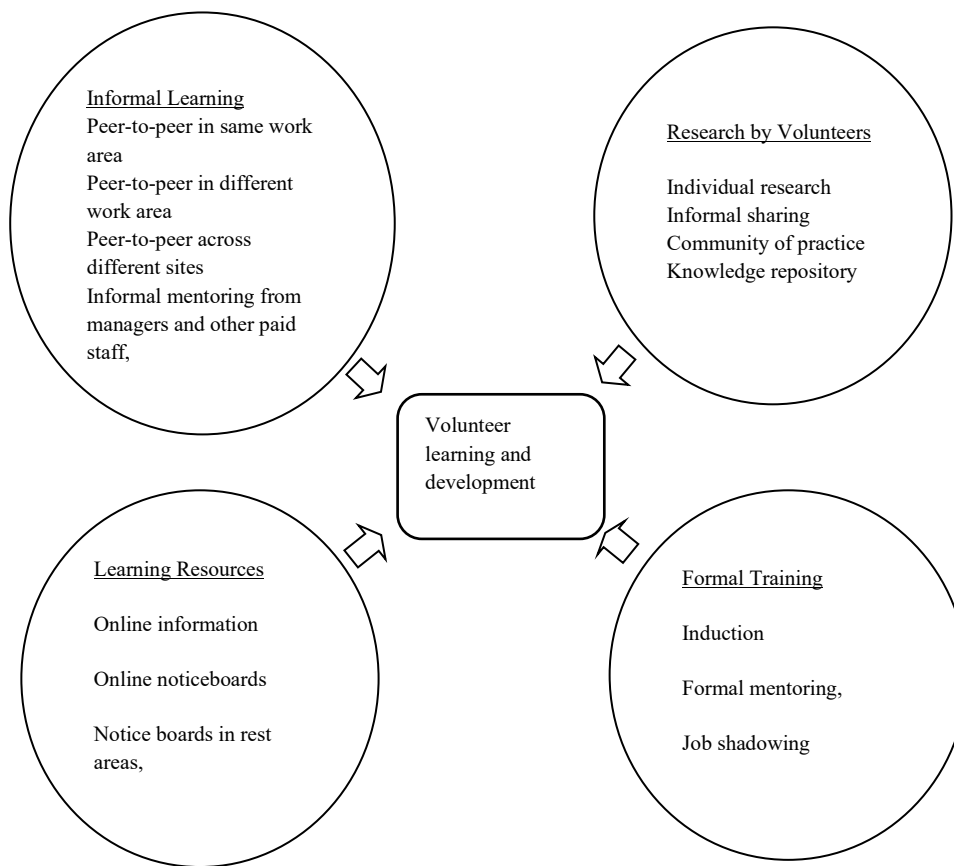 Informal Learning
Peer-to-peer in same work
area
Peer-to-peer in different
work area
Peer-to-peer across
different sites
Informal mentoring from
managers and other paid
staff,
Research by Volunteers
Individual research
Informal sharing
Community of practice
Knowledge repository
Volunteer
learning and
development
Learning Resources
Online information
Online noticeboards
Notice boards in rest
areas,
Formal Training
Induction
Formal mentoring,
Job shadowing